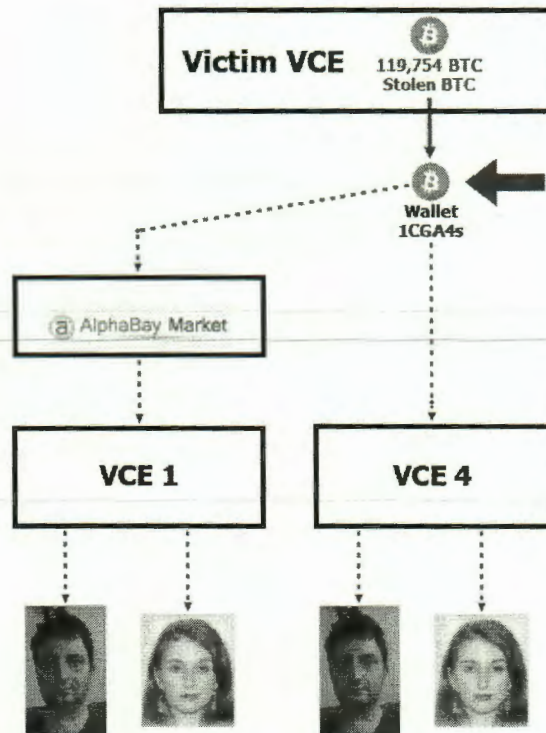 Victim VCE
119,754 BTC
Stolen BTC
Wallet
1CGA4s
AlphaBay Market
VCE 1
VCE 4